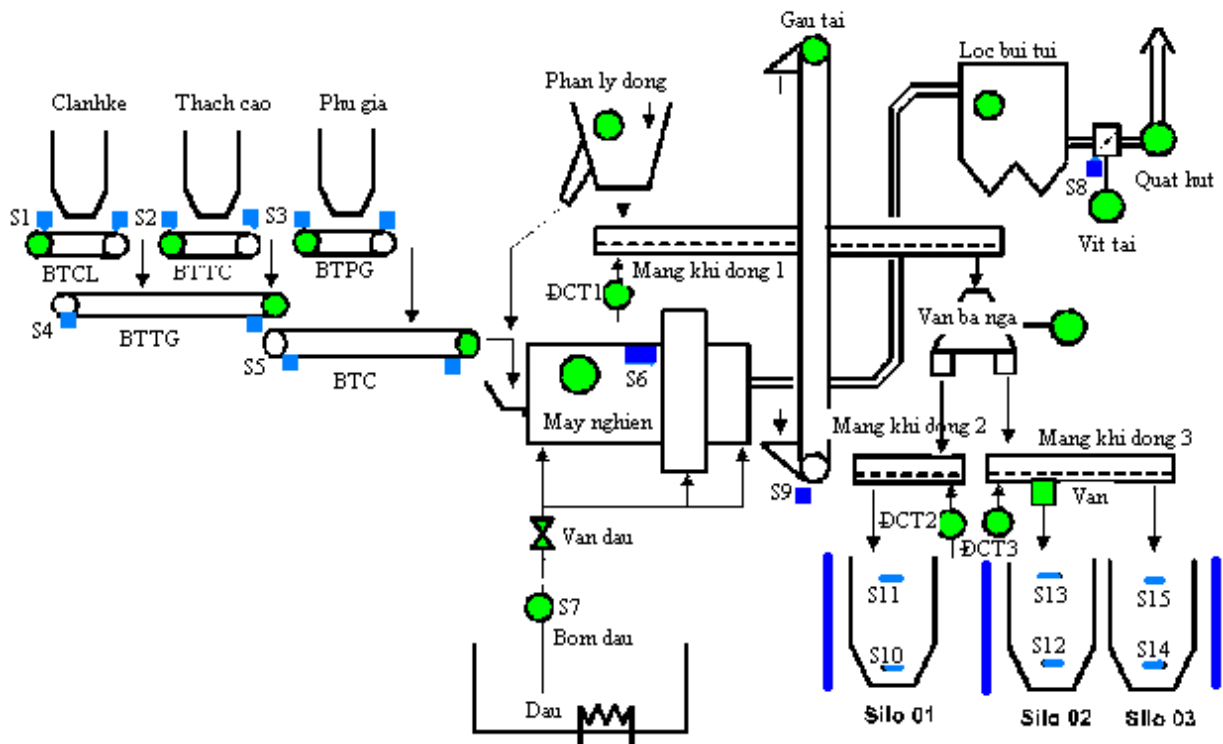 Gau tai
Loc bui tui
Phan ly dong
Clanhke
Thach cao
Phu gia
S1
S2
S3
S8
Quat hut
Vit tai
BTCL
BTTC
BTPG
Mang khi dong 1
ĐCT1
S4
BTTG
S5
BTC
Van ba nga
S6
May nghien
Mang khi dong 2
Mang khi dong 3
S9
Van
ĐCT2
ĐCT3
Van dau
S7
Bom dau
S11
S13
S15
S10
S12
S14
Dau
Silo 01
Silo 02
Silo 03